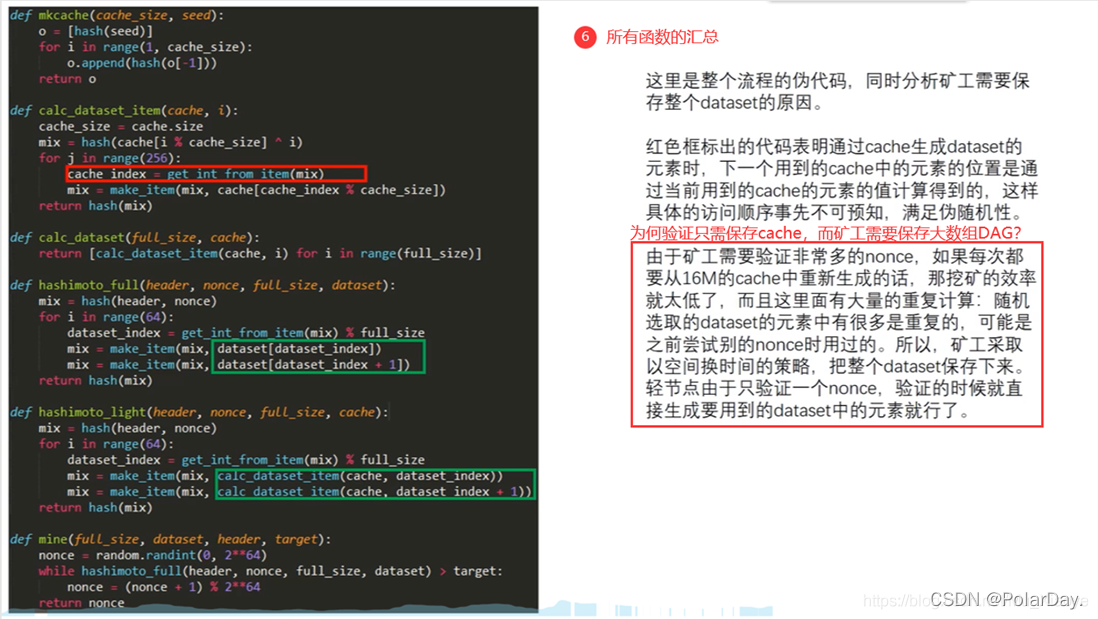 def mkcache(cache_size, seed):
    o = [hash(seed)]
    for i in range(1, cache_size):
        o.append(hash(o[-1]))
    return o
def calc_dataset_item(cache, i):
    cache_size = cache.size
    mix = hash(cache[i % cache_size] ^ i)
    for j in range(256):
        cache_index = get_int_from_item(mix)
        mix = make_item(mix, cache[cache_index % cache_size])
    return hash(mix)
def calc_dataset(full_size, cache):
    return [calc_dataset_item(cache, i) for i in range(full_size)]
def hashimoto_full(header, nonce, full_size, dataset):
    mix = hash(header, nonce)
    for i in range(64):
        dataset_index = get_int_from_item(mix) % full_size
        mix = make_item(mix, dataset[dataset_index])
        mix = make_item(mix, dataset[dataset_index + 1])
    return hash(mix)
def hashimoto_light(header, nonce, full_size, cache):
    mix = hash(header, nonce)
    for i in range(64):
        dataset_index = get_int_from_item(mix) % full_size
        mix = make_item(mix, calc_dataset_item(cache, dataset_index))
        mix = make_item(mix, calc_dataset_item(cache, dataset_index + 1))
    return hash(mix)
def mine(full_size, dataset, header, target):
    nonce = random.randint(0, 2**64)
    while hashimoto_full(header, nonce, full_size, dataset) > target:
        nonce = (nonce + 1) % 2**64
    return nonce
6 所有函数的汇总
这里是整个流程的伪代码，同时分析矿工需要保
存整个dataset的原因。
红色框标出的代码表明通过cache生成dataset的
元素时，下一个用到的cache中的元素的位置是通
过当前用到的cache的元素的值计算得到的，这样
具体的访问顺序事先不可预知，满足伪随机性。
为何验证只需保存cache，而矿工需要保存大数组DAG?
由于矿工需要验证非常多的nonce，如果每次都
要从16M的cache中重新生成的话，那挖矿的效率
就太低了，而且这里面有大量的重复计算：随机
选取的dataset的元素中有很多是重复的，可能是
之前尝试别的nonce时用过的。所以，矿工采取
以空间换时间的策略，把整个dataset保存下来。
轻节点由于只验证一个nonce，验证的时候就直
接生成要用到的dataset中的元素就行了。
CSDN @PolarDay.